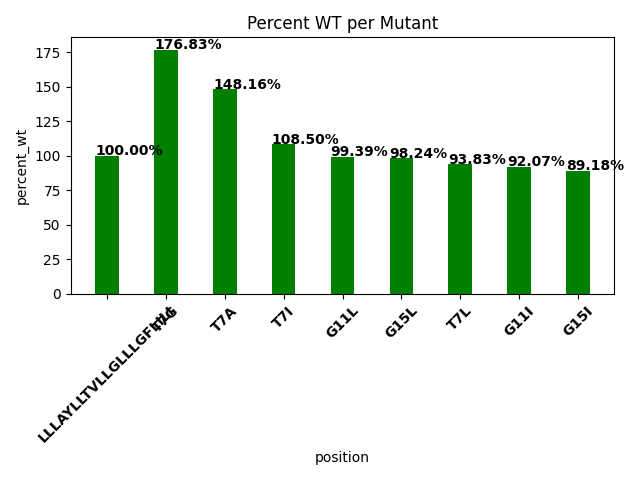 Percent WT per Mutant
percent_wt
175
150
125
100
75
50
25
0
100.00%
176.83%
148.16%
108.50%
99.39%
98.24%
93.83%
92.07%
89.18%
T7G
T7A
T7I
G11L
G15L
T7L
G11I
G15I
position